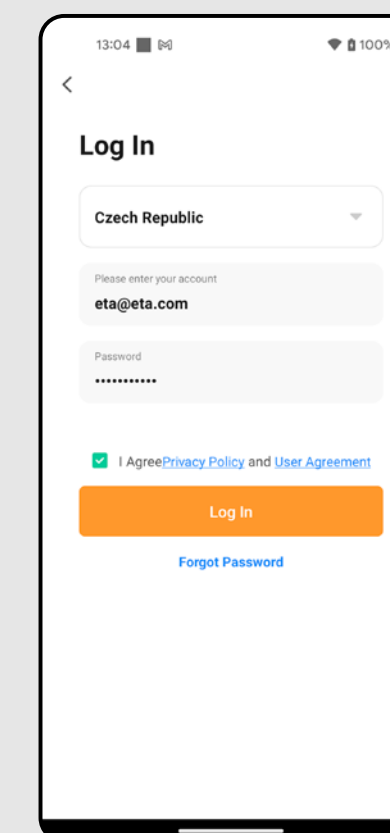 13:04 100%
Log In
Czech Republic
Please enter your account
eta@eta.com
Password
•••••••••••
I AgreePrivacy Policy and User Agreement
Log In
Forgot Password